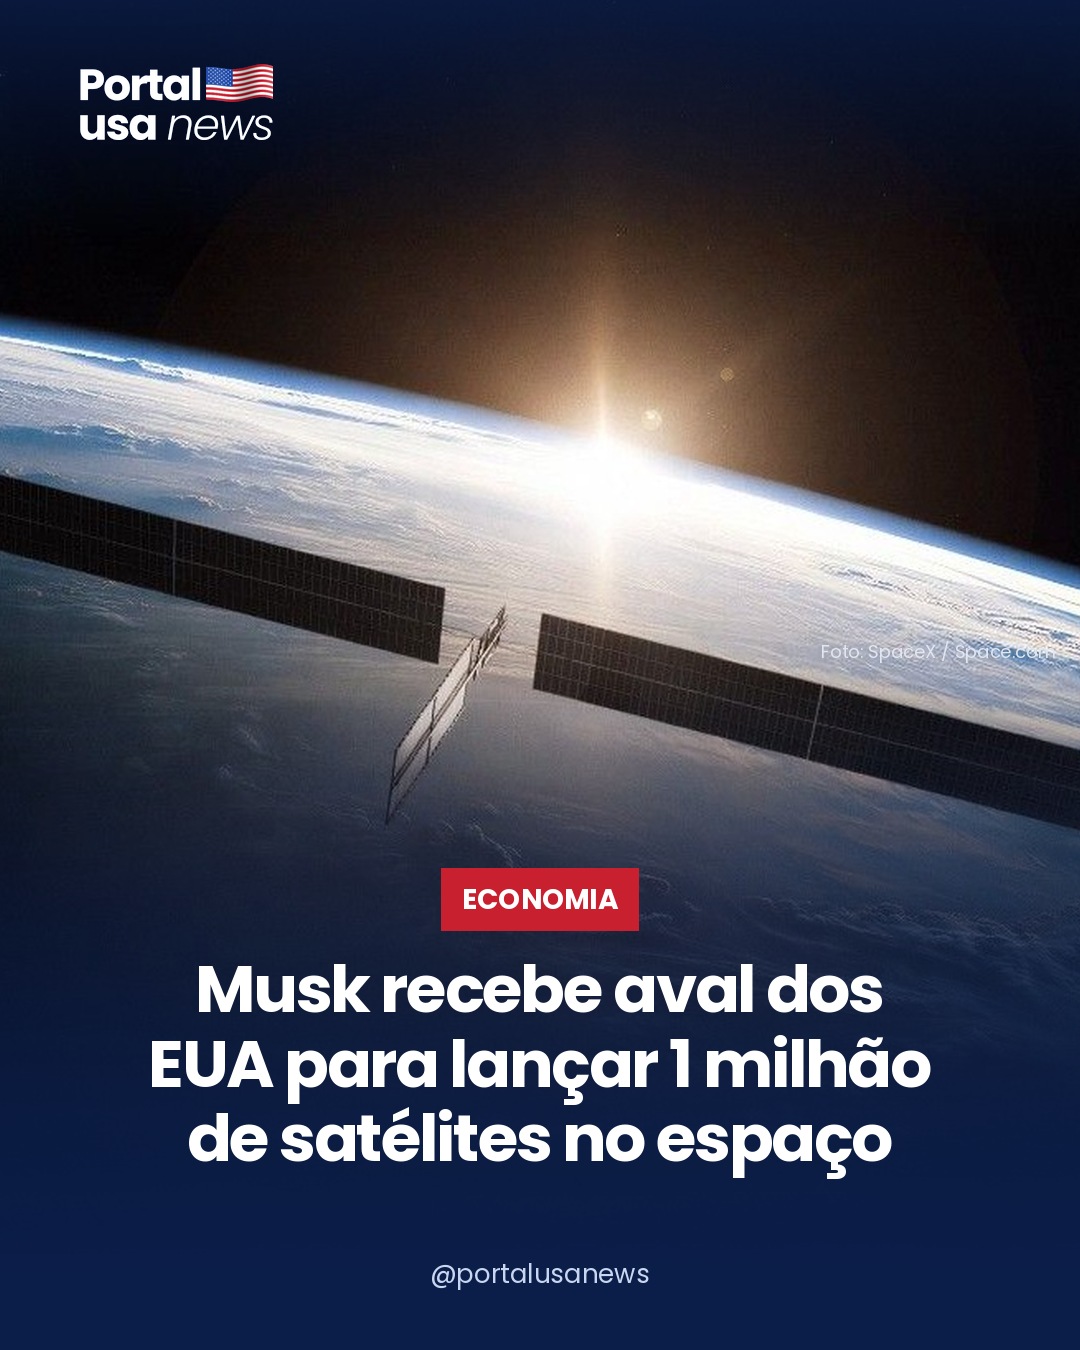 Portal
usa news
Foto: SpaceX / Space.com
ECONOMIA
Musk recebe aval dos
EUA para lançar 1 milhão
de satélites no espaço
@portalusanews